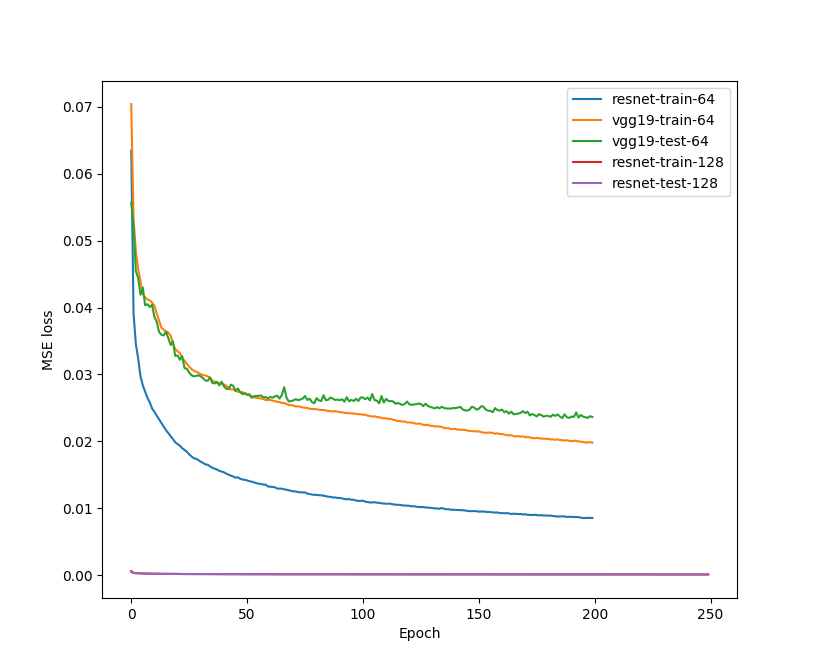 resnet-train-64
vgg19-train-64
vgg19-test-64
resnet-train-128
resnet-test-128
MSE loss
0.07
0.06
0.05
0.04
0.03
0.02
0.01
0.00
0 50 100 150 200 250
Epoch